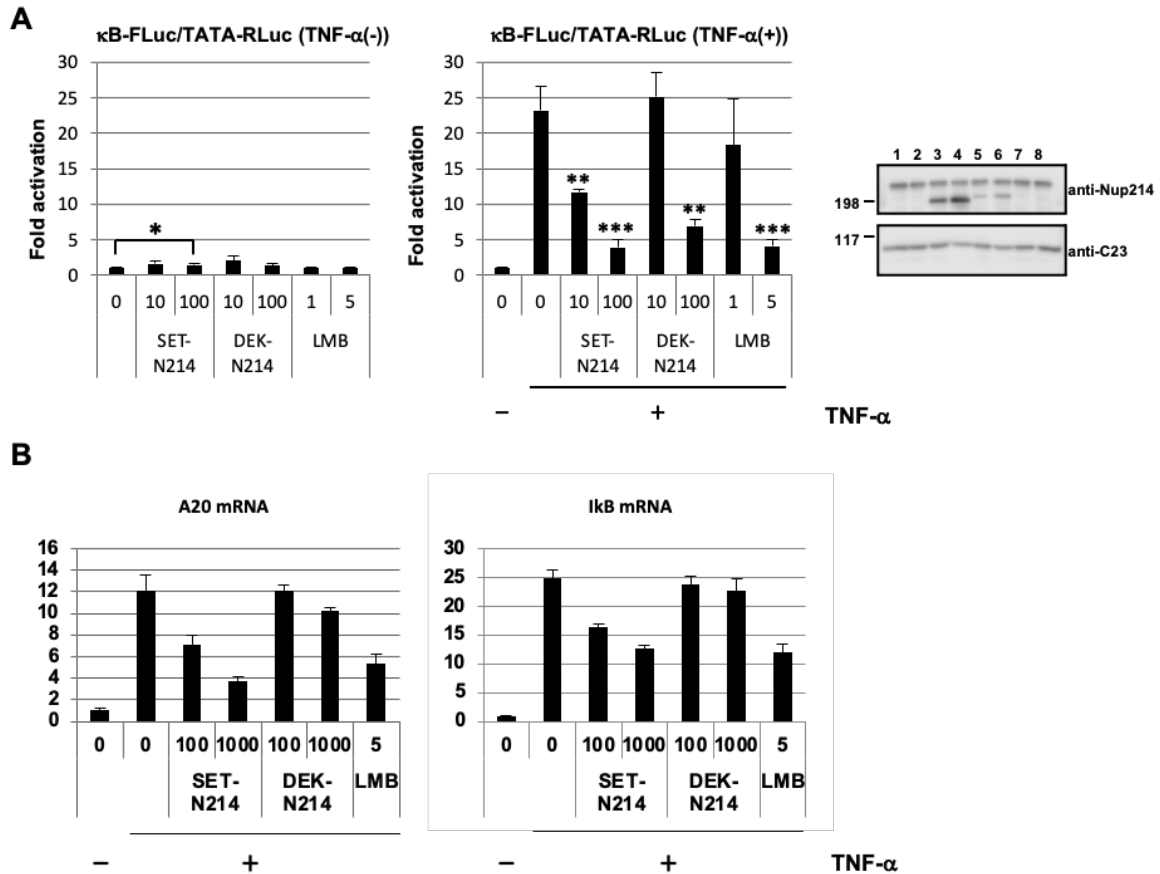 A
κB-FLuc/TATA-RLuc (TNF-α(-))
Fold activation
30
25
20
15
10
5
0
*
0 10 100 10 100 1 5
SET- DEK- LMB
N214 N214
κB-FLuc/TATA-RLuc (TNF-α(+))
Fold activation
30
25
20
15
10
5
0
** *** ** ***
0 0 10 100 10 100 1 5
SET- DEK- LMB
N214 N214
− + TNF-α
1 2 3 4 5 6 7 8
198 anti-Nup214
117 anti-C23
B
A20 mRNA
16
14
12
10
8
6
4
2
0
0 0 100 1000 100 1000 5
SET- DEK- LMB
N214 N214
− +
IkB mRNA
30
25
20
15
10
5
0
0 0 100 1000 100 1000 5
SET- DEK- LMB
N214 N214
− + TNF-α